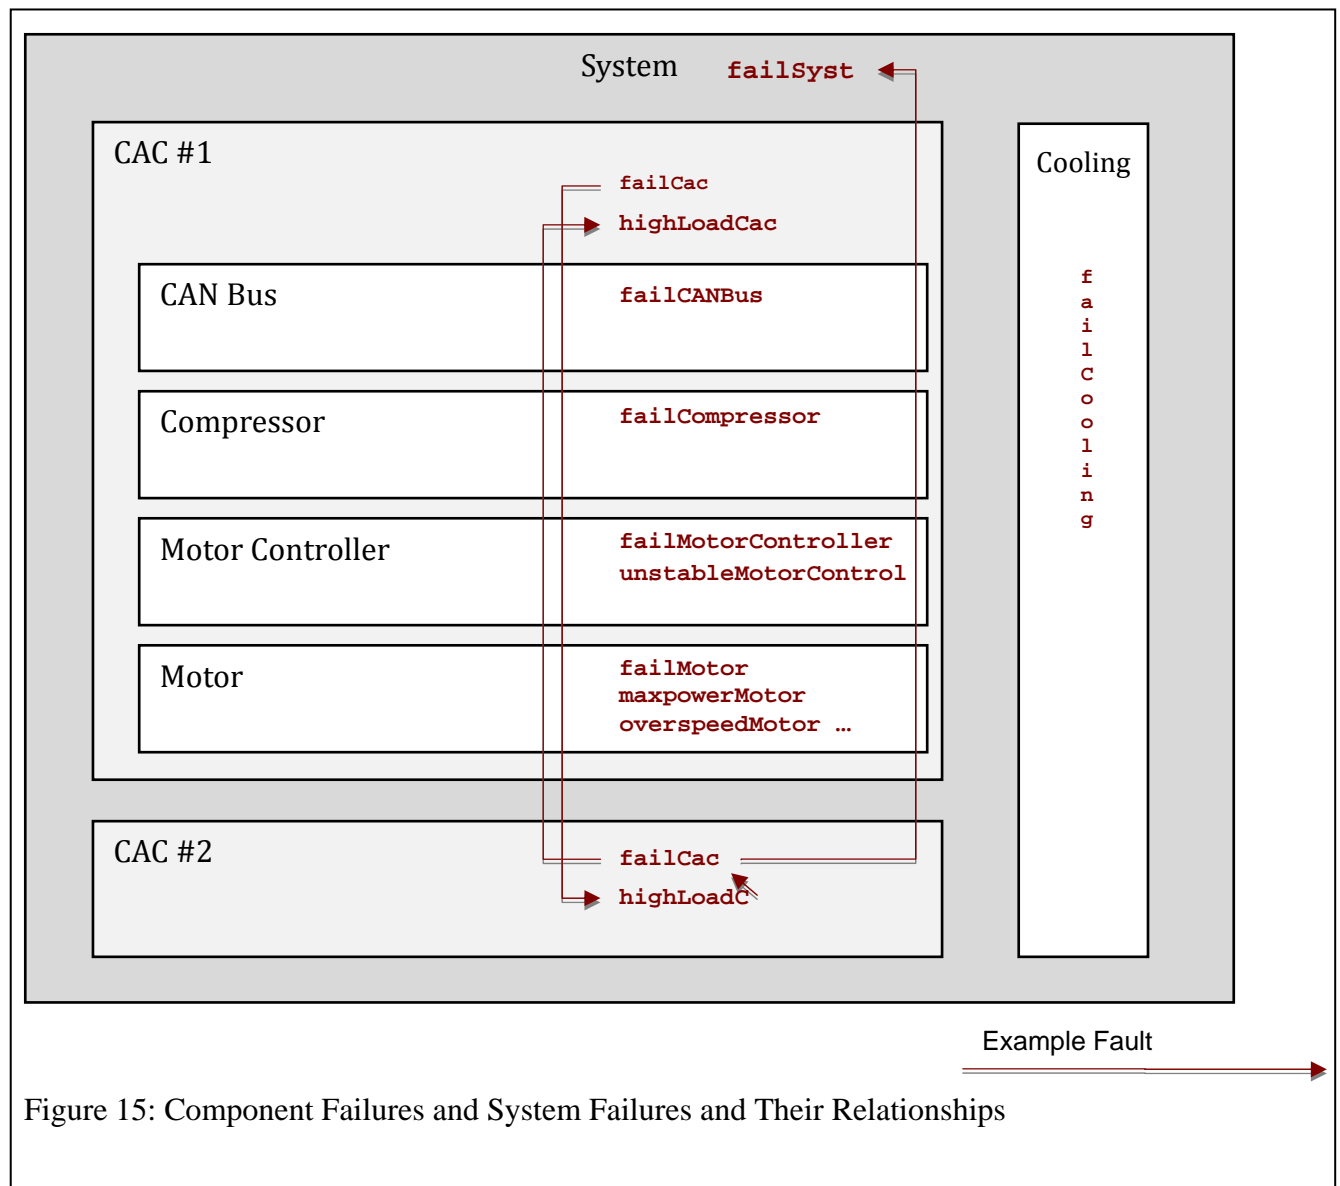 System failSyst
CAC #1
Cooling
failCac
highLoadCac
CAN Bus failCANBus
Compressor failCompressor
Motor Controller failMotorController
unstableMotorControl
Motor failMotor
maxpowerMotor
overspeedMotor …
f
a
i
l
C
o
o
l
i
n
g
CAC #2 failCac
highLoadC
Example Fault
Figure 15: Component Failures and System Failures and Their Relationships